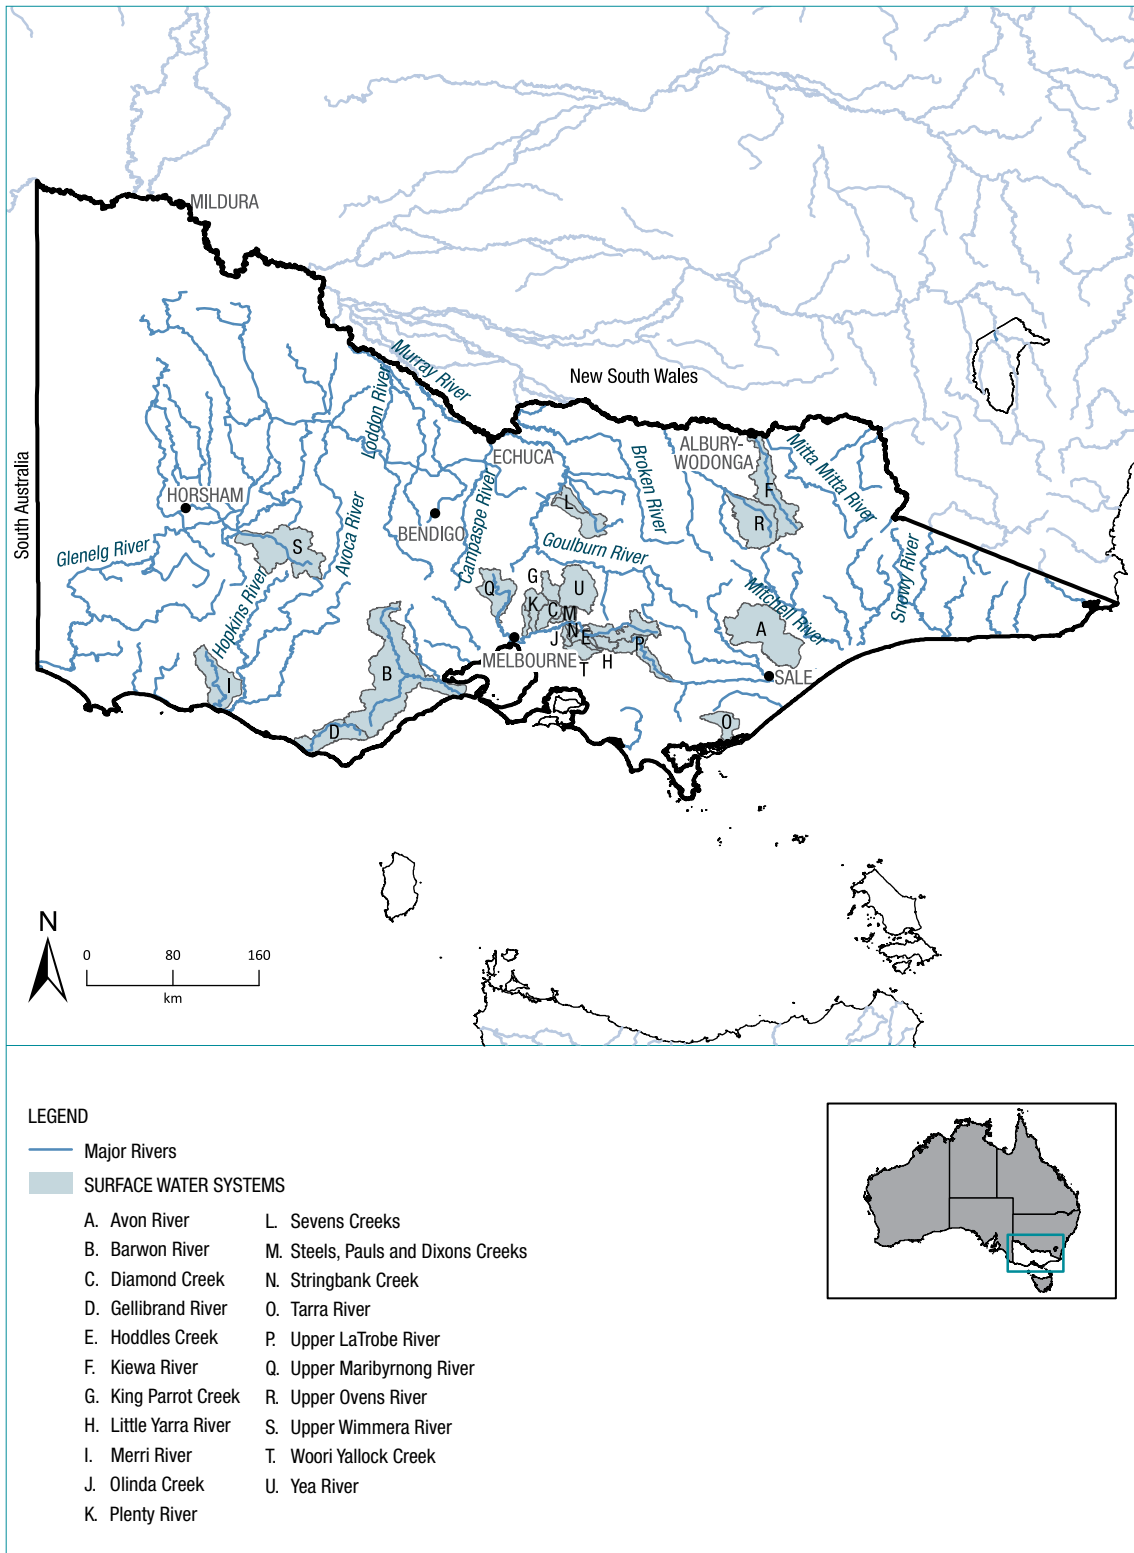 MILDURA
Murray River
New South Wales
Loddon River
ECHUCA
ALBURY-
WODONGA
Mitta Mitta River
South Australia
HORSHAM
Broken River
F
L
R
BENDIGO
Campaspe River
Avoca River
Glenelg River
S
Goulburn River
Hopkins River
Snowy River
Q
G
U
K
C
M
Mitchell River
N
A
J
E
P
MELBOURNE
H
T
B
SALE
I
O
D
N
0 80 160
km
LEGEND
Major Rivers
SURFACE WATER SYSTEMS
A. Avon River
B. Barwon River
C. Diamond Creek
D. Gellibrand River
E. Hoddles Creek
F. Kiewa River
G. King Parrot Creek
H. Little Yarra River
I. Merri River
J. Olinda Creek
K. Plenty River
L. Sevens Creeks
M. Steels, Pauls and Dixons Creeks
N. Stringbank Creek
O. Tarra River
P. Upper LaTrobe River
Q. Upper Maribyrnong River
R. Upper Ovens River
S. Upper Wimmera River
T. Woori Yallock Creek
U. Yea River